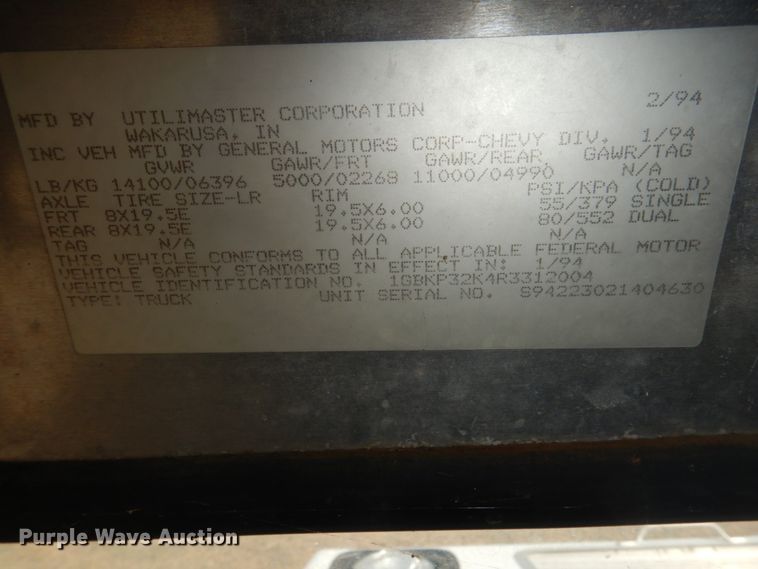 MFD BY UTILIMASTER CORPORATION 2/94
WAKARUSA, IN
INC VEH MFD BY GENERAL MOTORS CORP-CHEVY DIV. 1/94
GVWR GAWR/FRT GAWR/REAR GAWR/TAG
LB/KG 14100/06396 5000/02268 11000/04990 N/A
AXLE TIRE SIZE-LR RIM PSI/KPA (COLD)
FRT 8X19.5E 19.5X6.00 55/379 SINGLE
REAR 8X19.5E 19.5X6.00 80/552 DUAL
TAG N/A N/A N/A
THIS VEHICLE CONFORMS TO ALL APPLICABLE FEDERAL MOTOR
VEHICLE SAFETY STANDARDS IN EFFECT IN: 1/94
VEHICLE IDENTIFICATION NO. 1GBKP32K4R3312004
TYPE: TRUCK UNIT SERIAL NO. S94223021404630
Purple Wave Auction